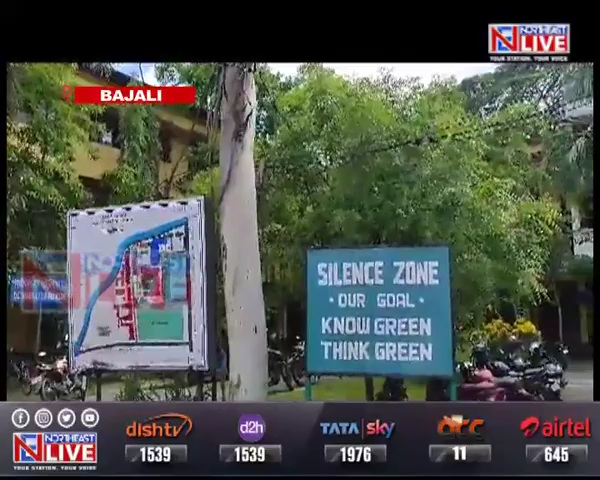 NORTHEAST
LIVE
YOUR STATION. YOUR VOICE
BAJALI
SILENCE ZONE
OUR GOAL
KNOW GREEN
THINK GREEN
dishtv
1539
d2h
1539
TATA sky
1976
11
airtel
645
NORTHEAST
LIVE
YOUR STATION. YOUR VOICE